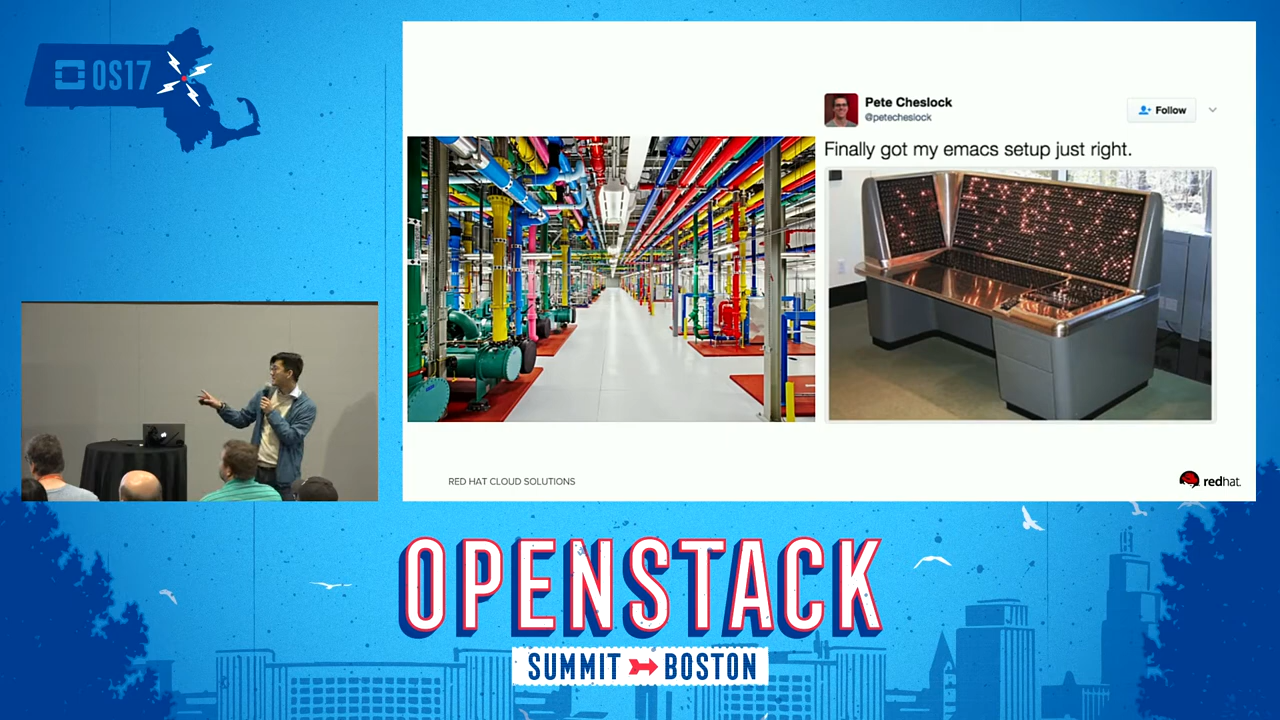 OS17
Pete Cheslock
@petecheslock
Follow
Finally got my emacs setup just right.
RED HAT CLOUD SOLUTIONS
redhat.
OPENSTACK
SUMMIT BOSTON